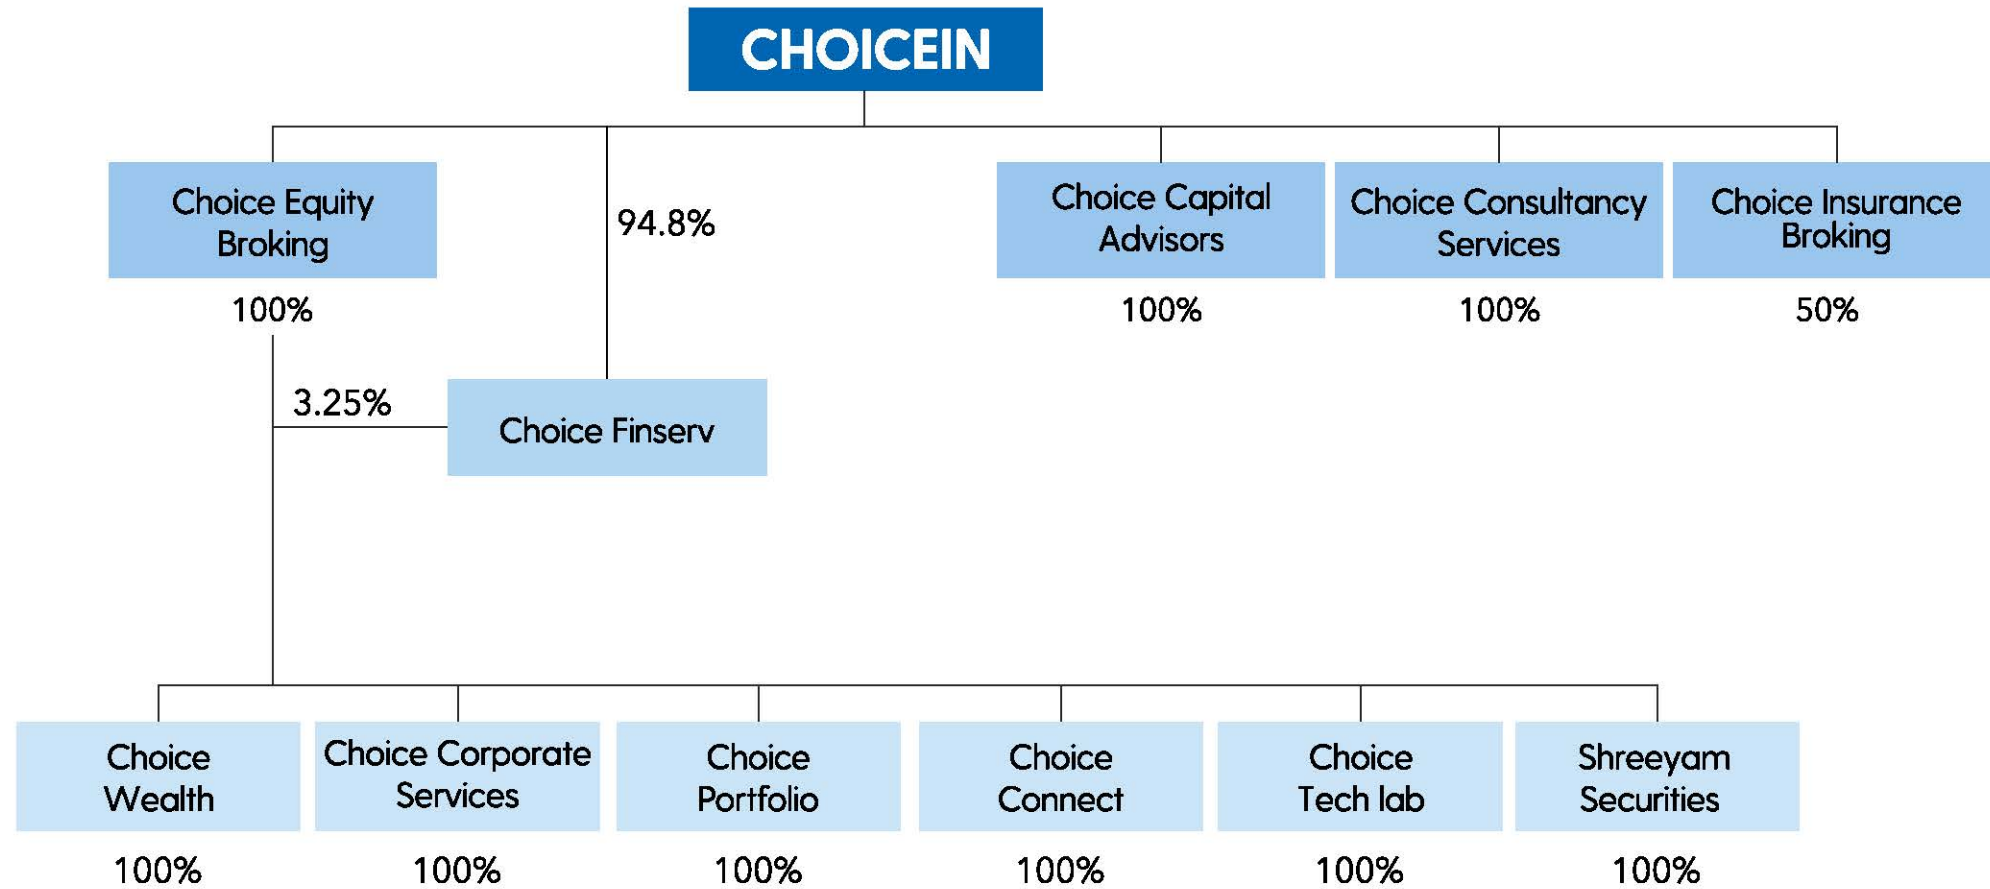 CHOICEIN
Choice Equity
Broking
100%
94.8%
Choice Capital
Advisors
100%
Choice Consultancy
Services
100%
Choice Insurance
Broking
50%
3.25%
Choice Finserv
Choice
Wealth
100%
Choice Corporate
Services
100%
Choice
Portfolio
100%
Choice
Connect
100%
Choice
Tech lab
100%
Shreeyam
Securities
100%